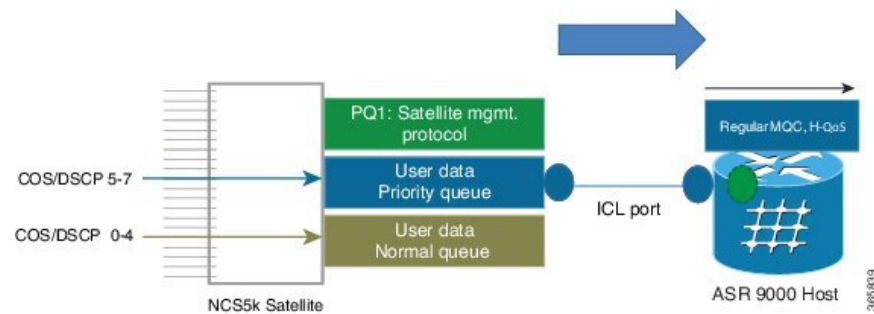 PQ1: Satellite mgmt.
protocol
Regular MQC, H-QoS
COS/DSCP 5-7
User data
Priority queue
ICL port
COS/DSCP 0-4
User data
Normal queue
NCS5k Satellite
ASR 9000 Host
365839